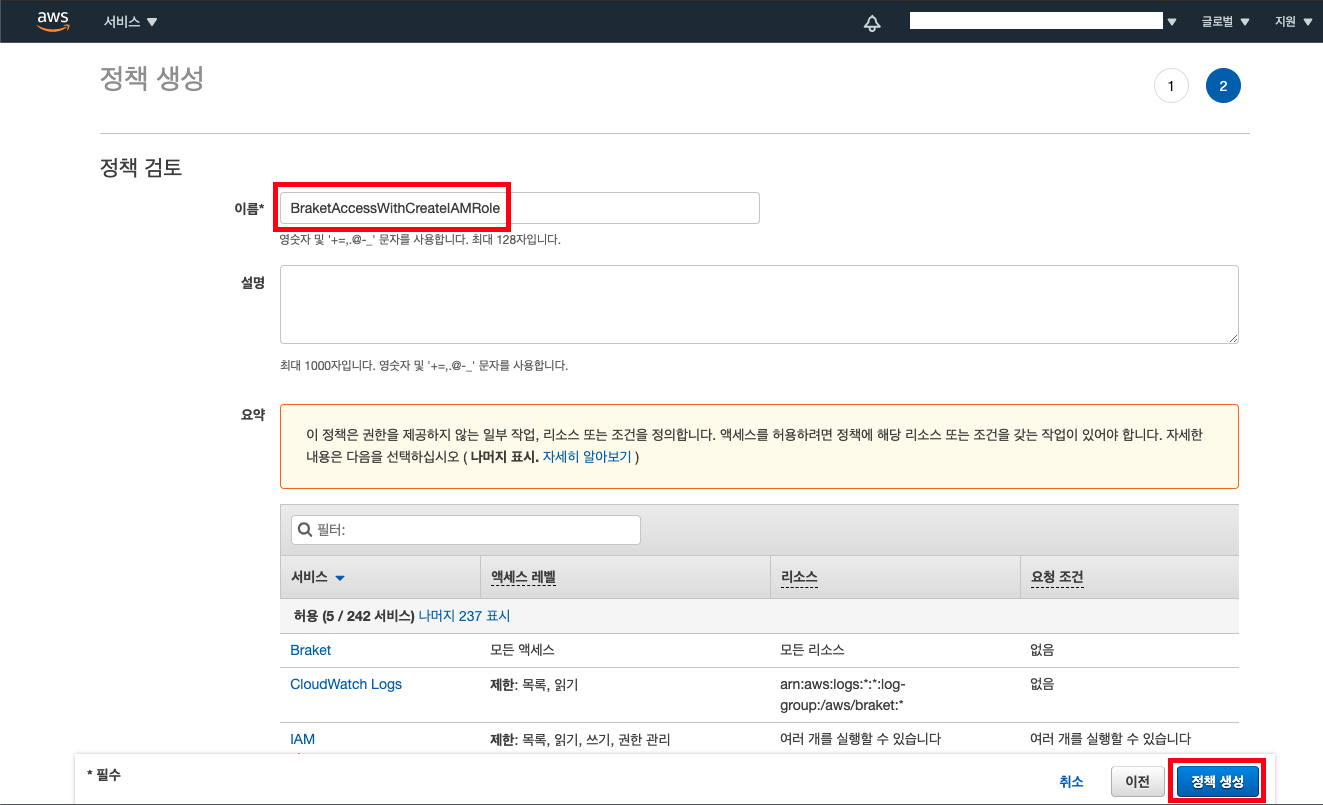 aws 서비스 글로벌 지원
정책 생성
1 2
정책 검토
이름* BraketAccessWithCreateIAMRole
영숫자 및 '+=,.@-_' 문자를 사용합니다. 최대 128자입니다.
설명
최대 1000자입니다. 영숫자 및 '+=,.@-_' 문자를 사용합니다.
요약
이 정책은 권한을 제공하지 않는 일부 작업, 리소스 또는 조건을 정의합니다. 액세스를 허용하려면 정책에 해당 리소스 또는 조건을 갖는 작업이 있어야 합니다. 자세한
내용은 다음을 선택하십시오 ( 나머지 표시. 자세히 알아보기 )
필터:
서비스 액세스 레벨 리소스 요청 조건
허용 (5 / 242 서비스) 나머지 237 표시
Braket 모든 액세스 모든 리소스 없음
CloudWatch Logs 제한: 목록, 읽기 arn:aws:logs:*:*:log- 없음
group:/aws/braket:*
IAM 제한: 목록, 읽기, 쓰기, 권한 관리 여러 개를 실행할 수 있습니다 여러 개를 실행할 수 있습니다
* 필수 취소 이전 정책 생성